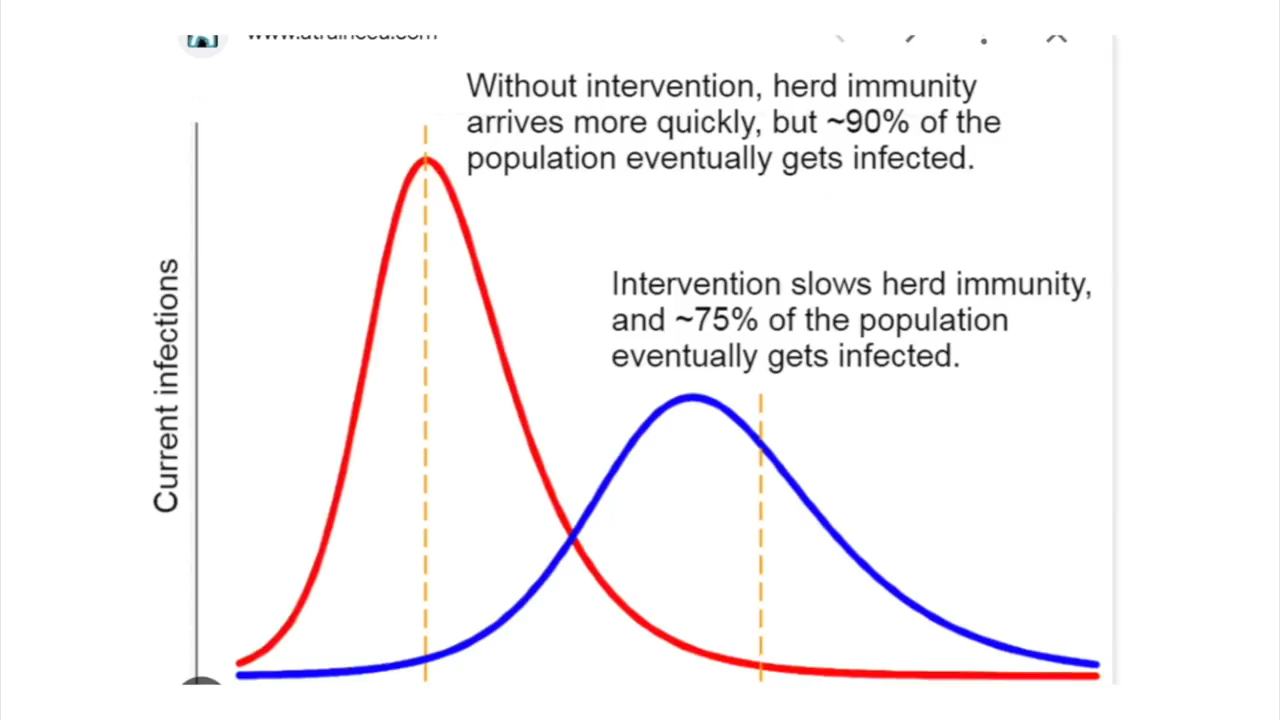 Without intervention, herd immunity
arrives more quickly, but ~90% of the
population eventually gets infected.
Intervention slows herd immunity,
and ~75% of the population
eventually gets infected.
Current infections